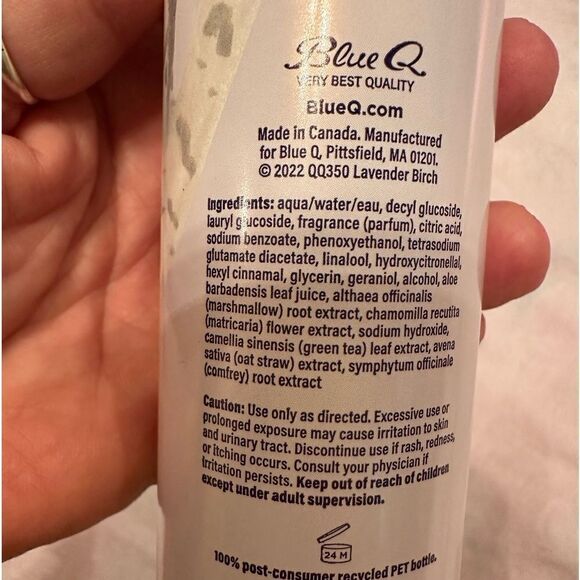 Blue Q
VERY BEST QUALITY
BlueQ.com
Made in Canada. Manufactured
for Blue Q, Pittsfield, MA 01201.
© 2022 QQ350 Lavender Birch
Ingredients: aqua/water/eau, decyl glucoside,
lauryl glucoside, fragrance (parfum), citric acid,
sodium benzoate, phenoxyethanol, tetrasodium
glutamate diacetate, linalool, hydroxycitronellal,
hexyl cinnamal, glycerin, geraniol, alcohol, aloe
barbadensis leaf juice, althaea officinalis
(marshmallow) root extract, chamomilla recutita
(matricaria) flower extract, sodium hydroxide,
camellia sinensis (green tea) leaf extract, avena
sativa (oat straw) extract, symphytum officinale
(comfrey) root extract
Caution: Use only as directed. Excessive use or
prolonged exposure may cause irritation to skin
and urinary tract. Discontinue use if rash, redness,
or itching occurs. Consult your physician if
irritation persists. Keep out of reach of children
except under adult supervision.
24 M
100% post-consumer recycled PET bottle.